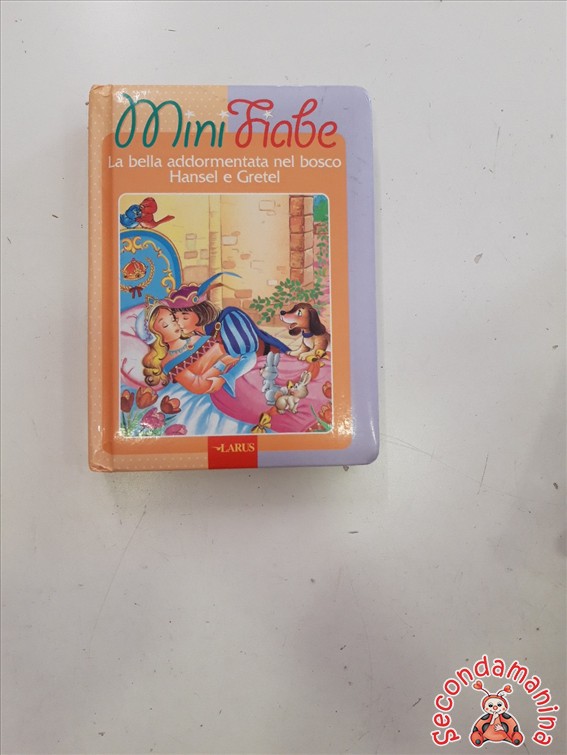 Mini Fiabe
La bella addormentata nel bosco
Hansel e Gretel
LARUS
Secondamanina